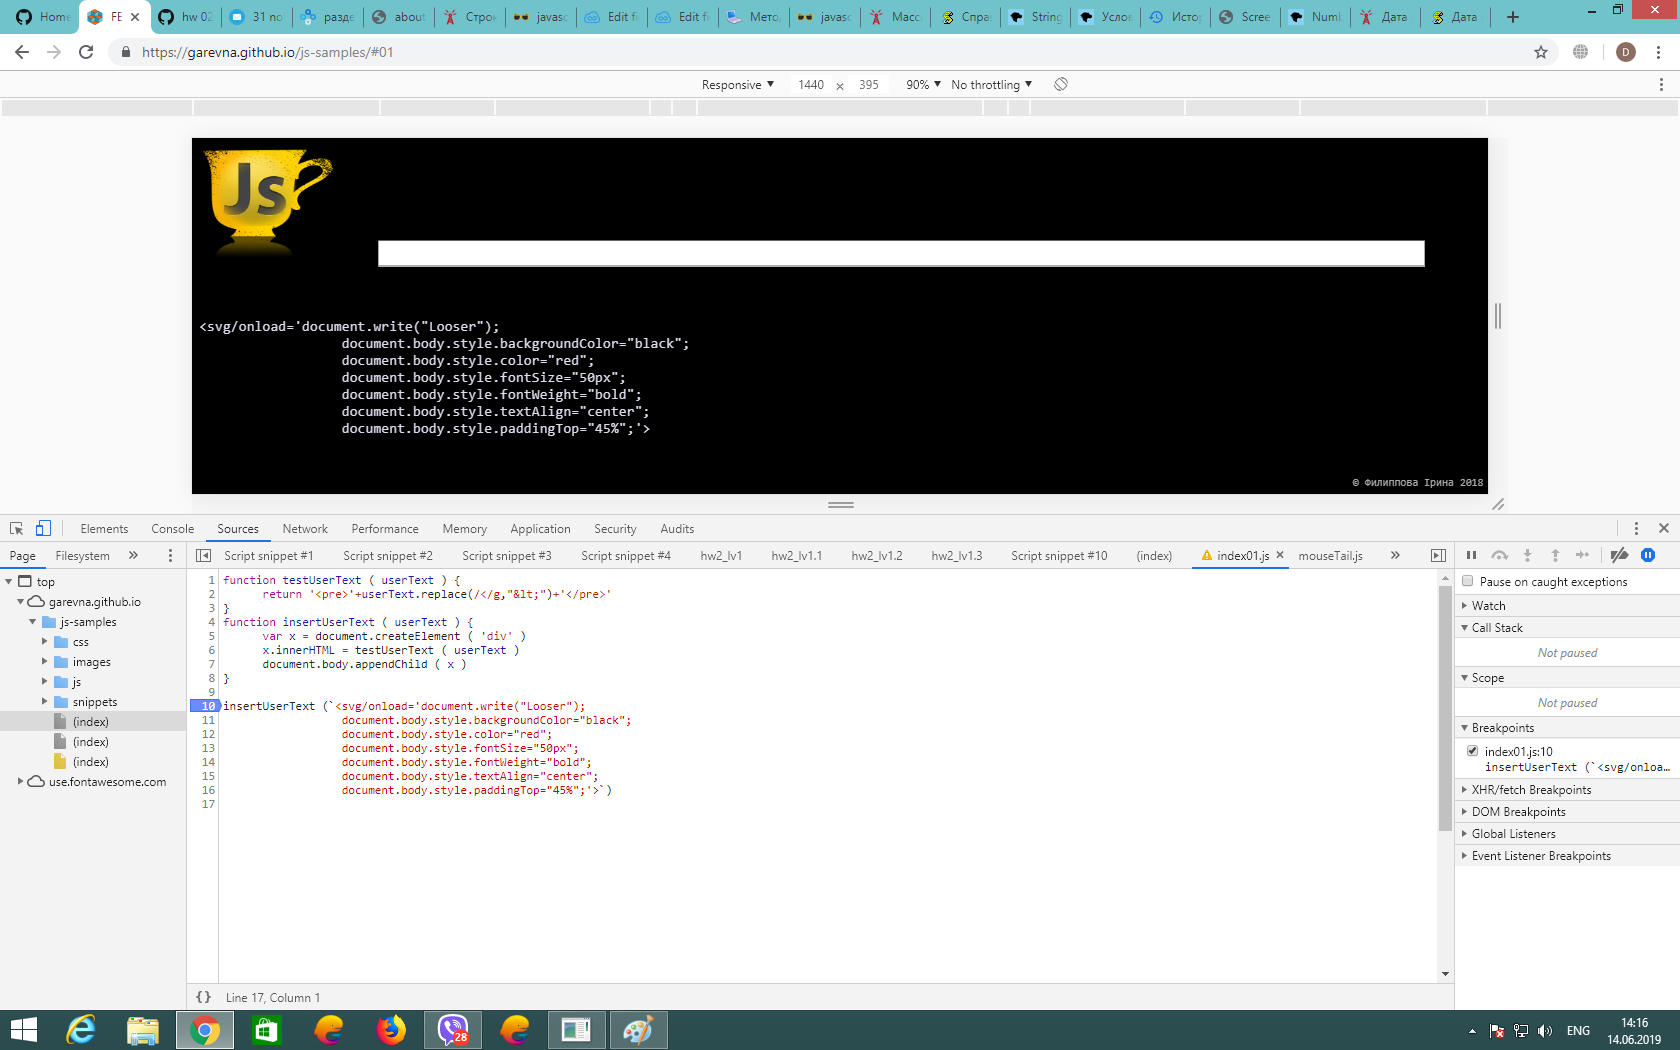 Home
FE
hw 02
31 но
разде
about
Строк
javasc
Edit fi
Edit fi
Мето,
javasc
Масс.
Справ
String
Услов
Истор
Scree
Numb
Дата
Дата
https://garevna.github.io/js-samples/#01
D
Responsive ▼ 1440 × 395 90% ▼ No throttling ▼
Js
<svg/onload='document.write("Looser");
document.body.style.backgroundColor="black";
document.body.style.color="red";
document.body.style.fontSize="50px";
document.body.style.fontWeight="bold";
document.body.style.textAlign="center";
document.body.style.paddingTop="45%";'>
© Филиппова Ірина 2018
Elements Console Sources Network Performance Memory Application Security Audits
Page Filesystem »
Script snippet #1 Script snippet #2 Script snippet #3 Script snippet #4 hw2_lv1 hw2_lv1.1 hw2_lv1.2 hw2_lv1.3 Script snippet #10 (index) index01.js × mouseTail.js »
top
garevna.github.io
js-samples
css
images
js
snippets
(index)
(index)
(index)
use.fontawesome.com
1 function testUserText ( userText ) {
2 return '<pre>'+userText.replace(/</g,"&lt;")+'</pre>'
3 }
4 function insertUserText ( userText ) {
5 var x = document.createElement ( 'div' )
6 x.innerHTML = testUserText ( userText )
7 document.body.appendChild ( x )
8 }
9
10 insertUserText (`<svg/onload='document.write("Looser");
11 document.body.style.backgroundColor="black";
12 document.body.style.color="red";
13 document.body.style.fontSize="50px";
14 document.body.style.fontWeight="bold";
15 document.body.style.textAlign="center";
16 document.body.style.paddingTop="45%";'>`)
17
{} Line 17, Column 1
Pause on caught exceptions
Watch
Call Stack
Not paused
Scope
Not paused
Breakpoints
index01.js:10
insertUserText (`<svg/onloa…
XHR/fetch Breakpoints
DOM Breakpoints
Global Listeners
Event Listener Breakpoints
28
ENG
14:16
14.06.2019